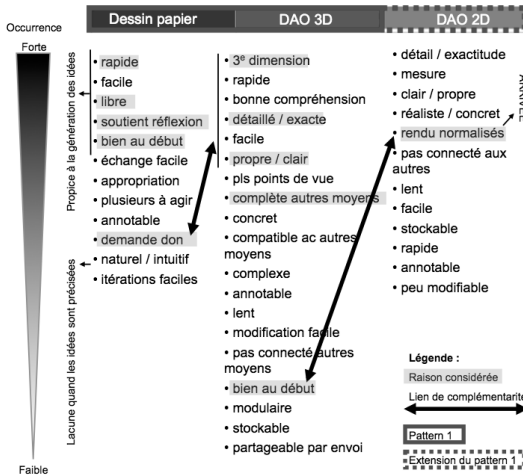 Occurrence
Forte
Dessin papier
DAO 3D
DAO 2D
Propice à la génération des idées
Lacune quand les idées sont précisées
• rapide
• facile
• libre
• soutient réflexion
• bien au début
• échange facile
• appropriation
• plusieurs à agir
• annotable
• demande don
• naturel / intuitif
• itérations faciles
• 3e dimension
• rapide
• bonne compréhension
• détaillé / exacte
• facile
• propre / clair
• pls points de vue
• complète autres moyens
• concret
• compatible ac autres
moyens
• complexe
• annotable
• lent
• modification facile
• pas connecté autres
moyens
• bien au début
• modulaire
• stockable
• partageable par envoi
• détail / exactitude
• mesure
• clair / propre
• réaliste / concret
• rendu normalisés
• pas connecté aux
autres
• lent
• facile
• stockable
• rapide
• annotable
• peu modifiable
Légende :
Raison considérée
Lien de complémentarité
Pattern 1
Extension du pattern 1
Faible